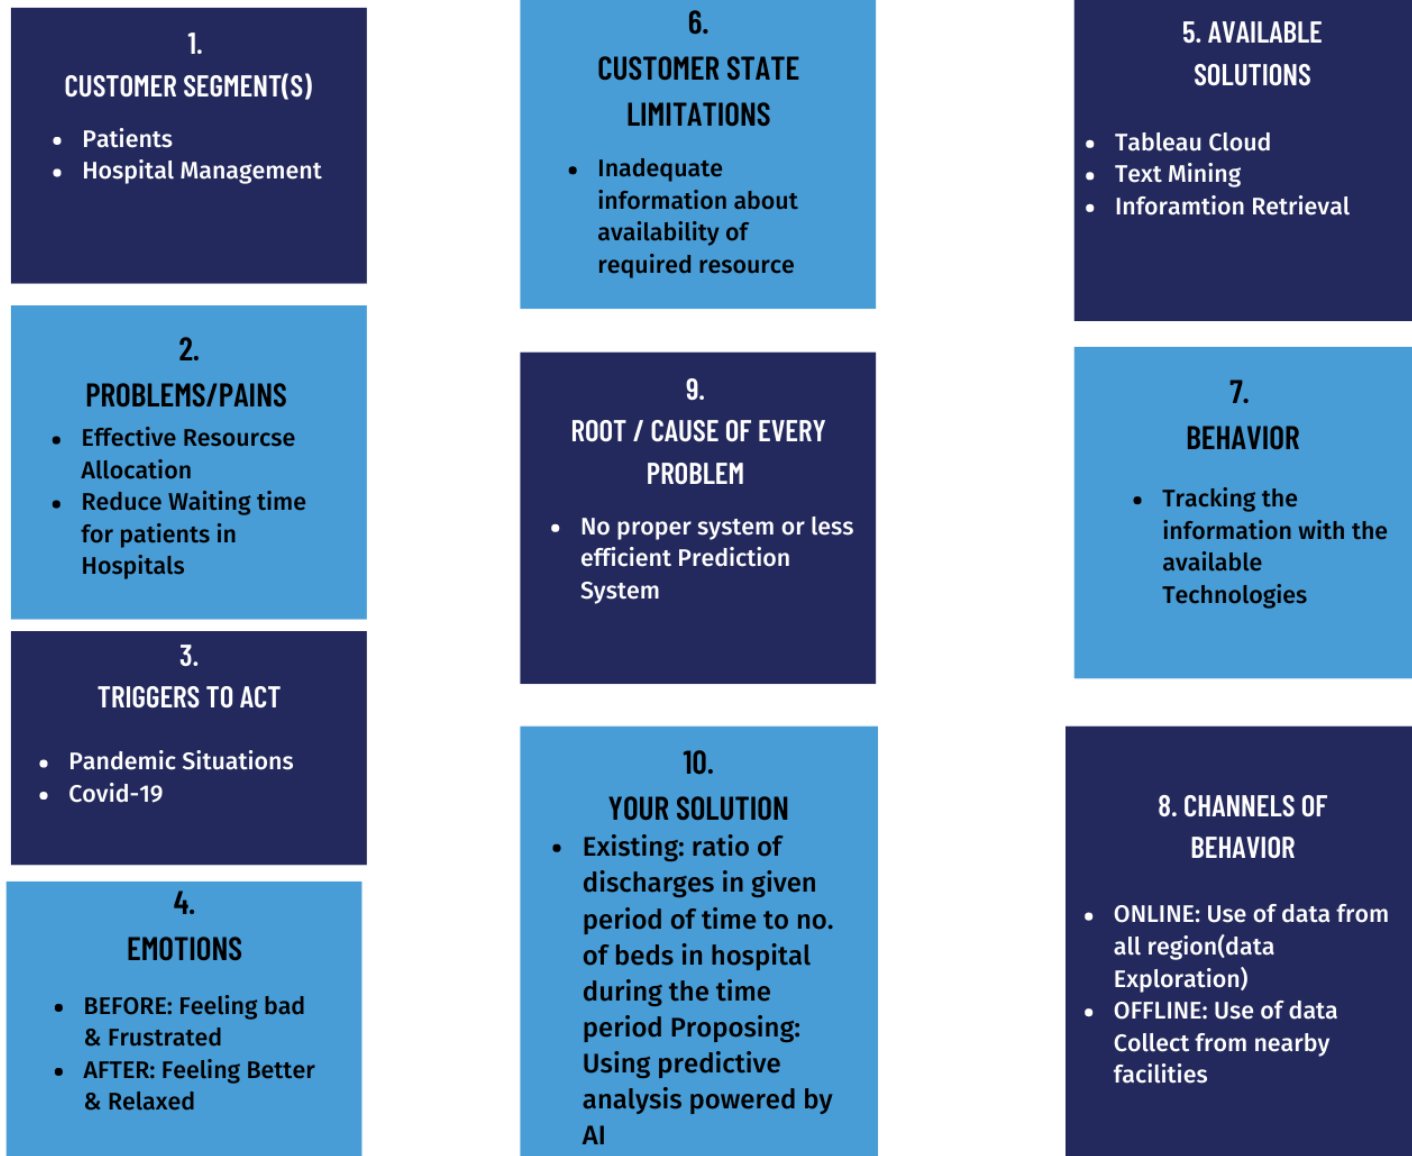 1.
CUSTOMER SEGMENT(S)
• Patients
• Hospital Management
2.
PROBLEMS/PAINS
• Effective Resourcse
Allocation
• Reduce Waiting time
for patients in
Hospitals
3.
TRIGGERS TO ACT
• Pandemic Situations
• Covid-19
4.
EMOTIONS
• BEFORE: Feeling bad
& Frustrated
• AFTER: Feeling Better
& Relaxed
6.
CUSTOMER STATE
LIMITATIONS
• Inadequate
information about
availability of
required resource
9.
ROOT / CAUSE OF EVERY
PROBLEM
• No proper system or less
efficient Prediction
System
10.
YOUR SOLUTION
• Existing: ratio of
discharges in given
period of time to no.
of beds in hospital
during the time
period Proposing:
Using predictive
analysis powered by
AI
5. AVAILABLE
SOLUTIONS
• Tableau Cloud
• Text Mining
• Inforamtion Retrieval
7.
BEHAVIOR
• Tracking the
information with the
available
Technologies
8. CHANNELS OF
BEHAVIOR
• ONLINE: Use of data from
all region(data
Exploration)
• OFFLINE: Use of data
Collect from nearby
facilities